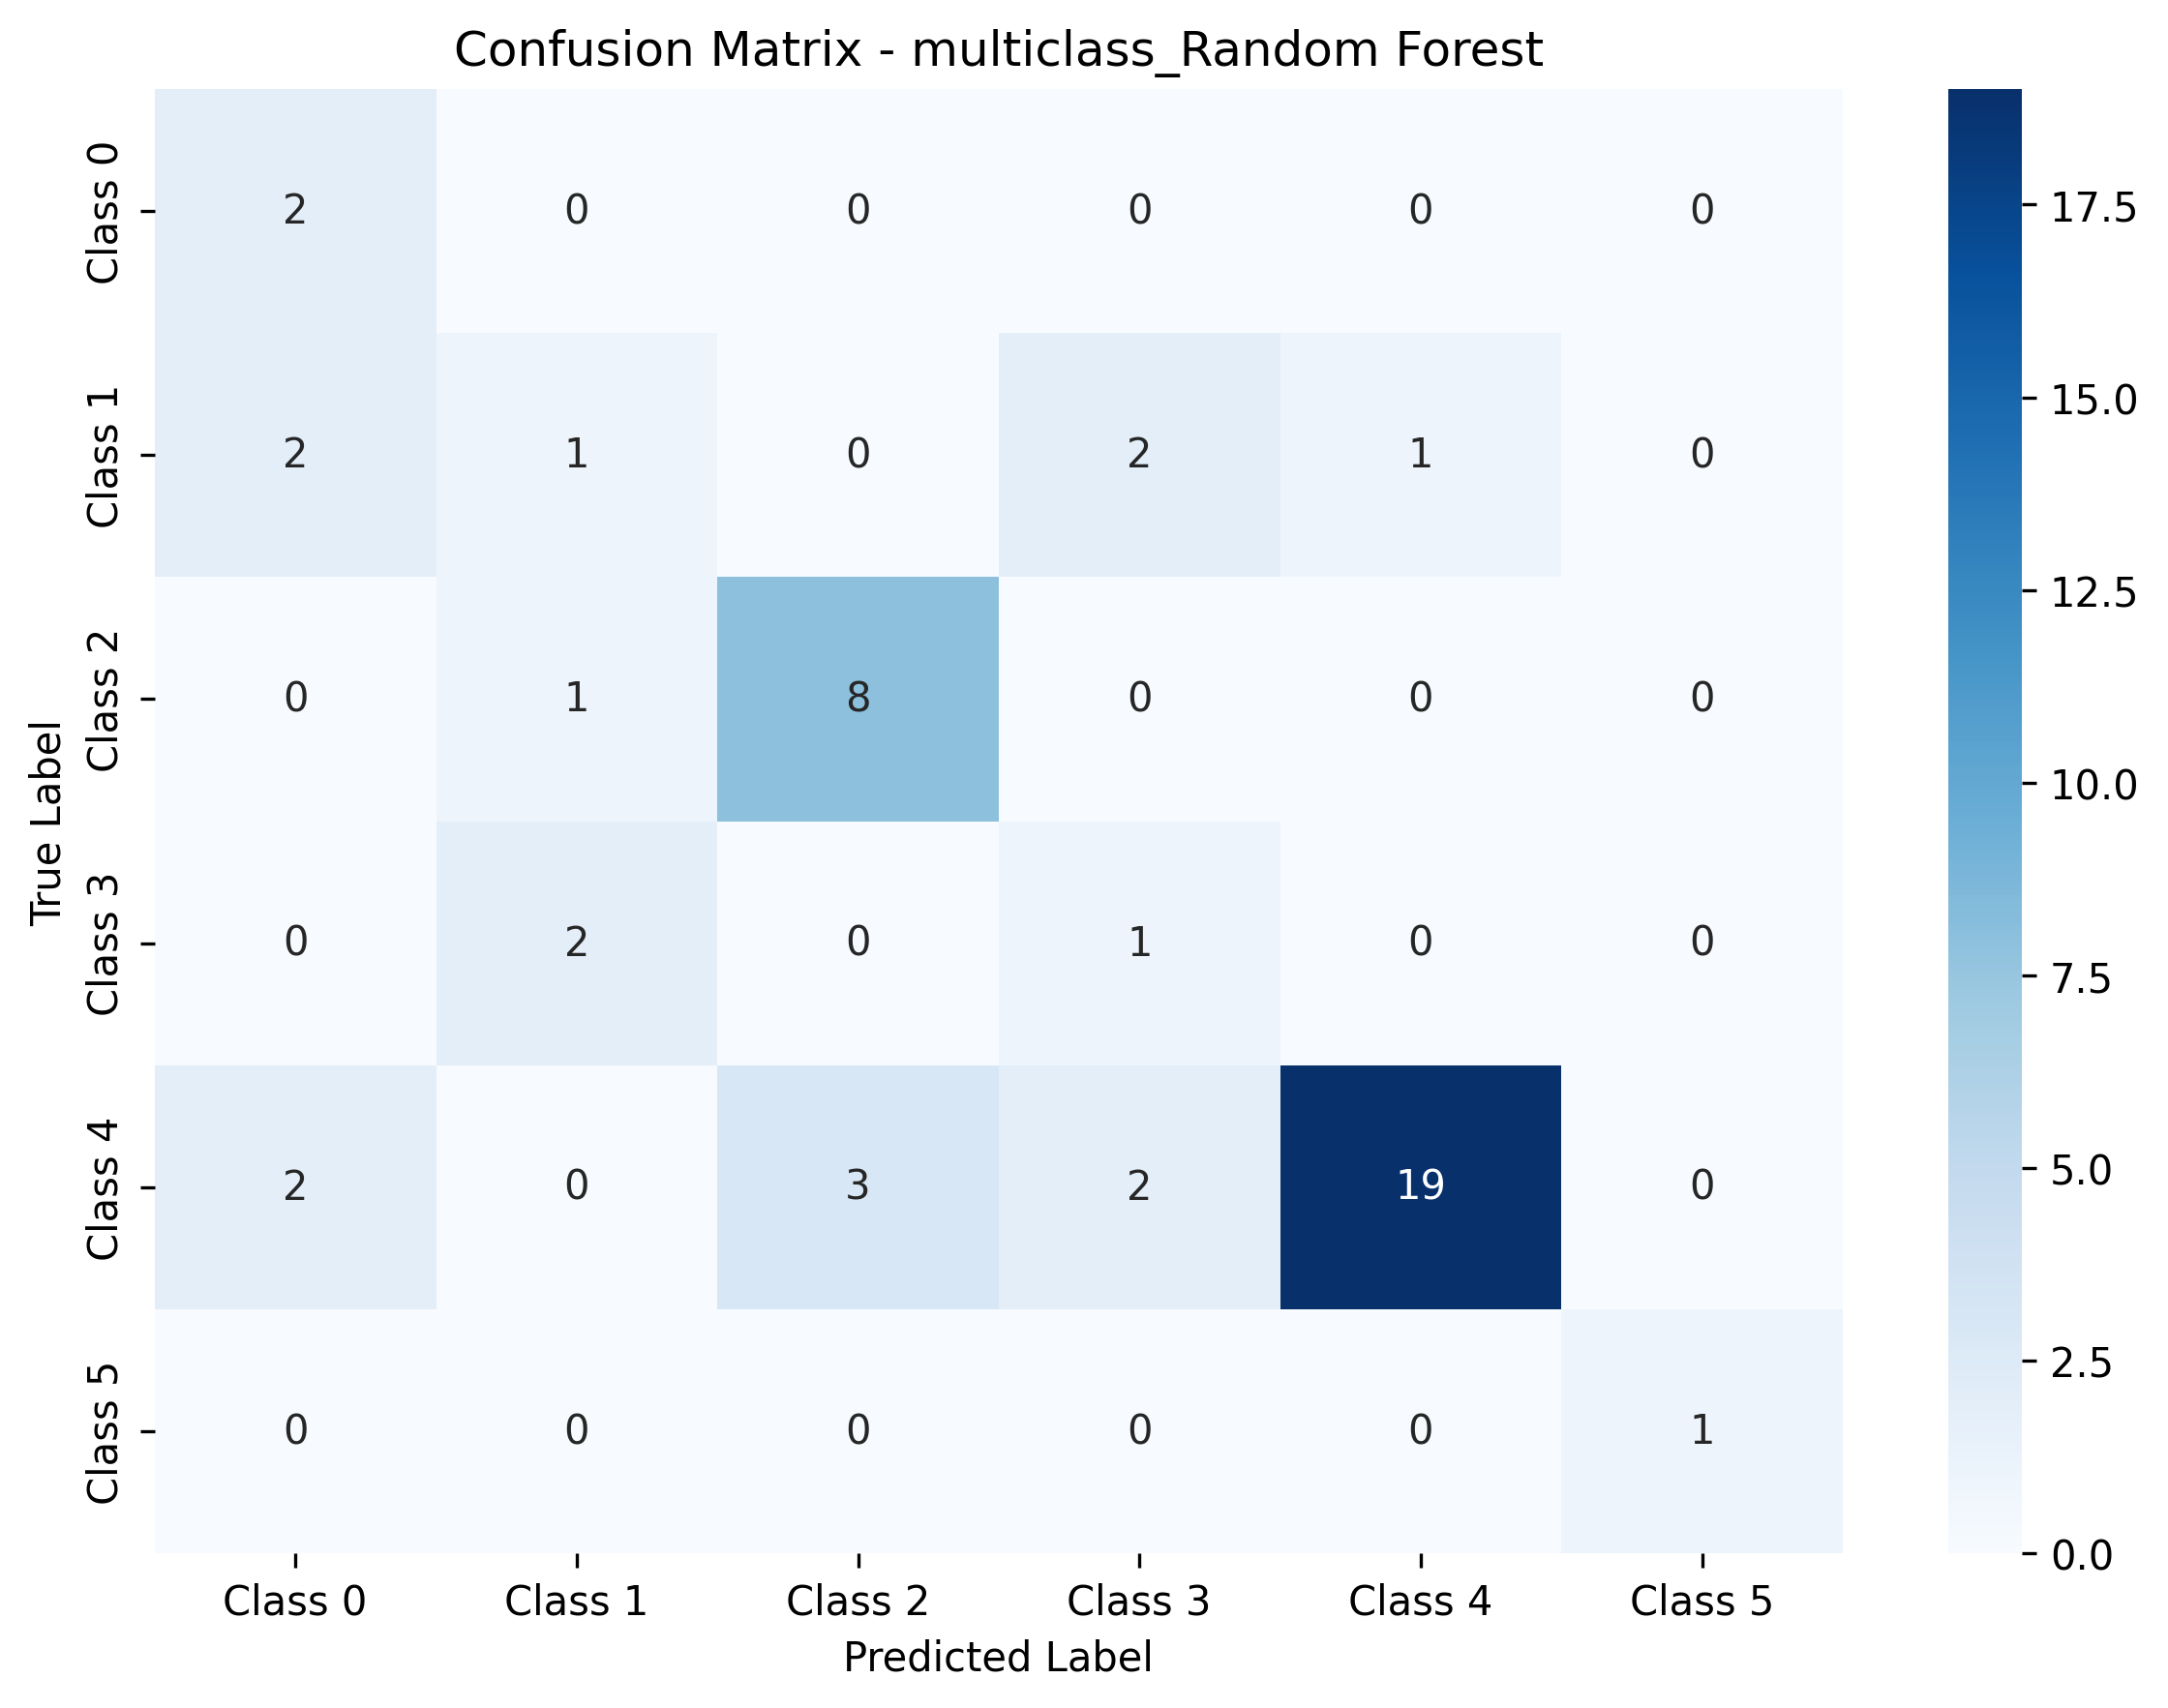 Confusion Matrix - multiclass_Random Forest
True Label
Class 0 2 0 0 0 0 0
Class 1 2 1 0 2 1 0
Class 2 0 1 8 0 0 0
Class 3 0 2 0 1 0 0
Class 4 2 0 3 2 19 0
Class 5 0 0 0 0 0 1
Class 0 Class 1 Class 2 Class 3 Class 4 Class 5
Predicted Label
17.5
15.0
12.5
10.0
7.5
5.0
2.5
0.0